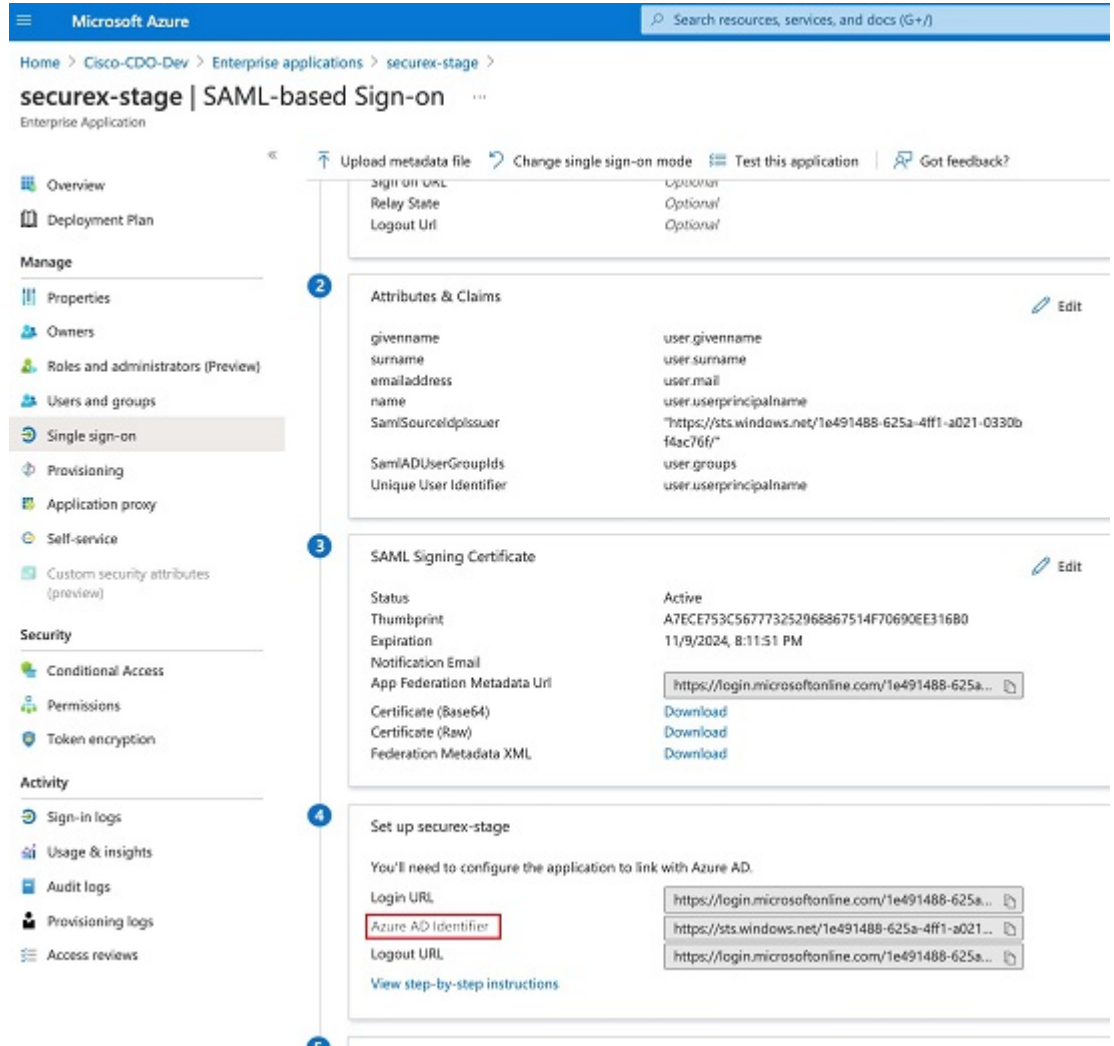 Microsoft Azure
Search resources, services, and docs (G+/)
Home > Cisco-CDO-Dev > Enterprise applications > securex-stage >
securex-stage | SAML-based Sign-on ...
Enterprise Application
«
Upload metadata file
Change single sign-on mode
Test this application
Got feedback?
Overview
Deployment Plan
Manage
Properties
Owners
Roles and administrators (Preview)
Users and groups
Single sign-on
Provisioning
Application proxy
Self-service
Custom security attributes
(preview)
Security
Conditional Access
Permissions
Token encryption
Activity
Sign-in logs
Usage & insights
Audit logs
Provisioning logs
Access reviews
Sign on URL Optional
Relay State Optional
Logout Url Optional
2
Attributes & Claims
Edit
givenname user.givenname
surname user.surname
emailaddress user.mail
name user.userprincipalname
SamlSourceIdpIssuer "https://sts.windows.net/1e491488-625a-4ff1-a021-0330b
f4ac76f/"
SamlADUserGroupIds user.groups
Unique User Identifier user.userprincipalname
3
SAML Signing Certificate
Edit
Status Active
Thumbprint A7ECE753C567773252968867514F70690EE316B0
Expiration 11/9/2024, 8:11:51 PM
Notification Email
App Federation Metadata Url https://login.microsoftonline.com/1e491488-625a...
Certificate (Base64) Download
Certificate (Raw) Download
Federation Metadata XML Download
4
Set up securex-stage
You'll need to configure the application to link with Azure AD.
Login URL https://login.microsoftonline.com/1e491488-625a...
Azure AD Identifier https://sts.windows.net/1e491488-625a-4ff1-a021...
Logout URL https://login.microsoftonline.com/1e491488-625a...
View step-by-step instructions
5